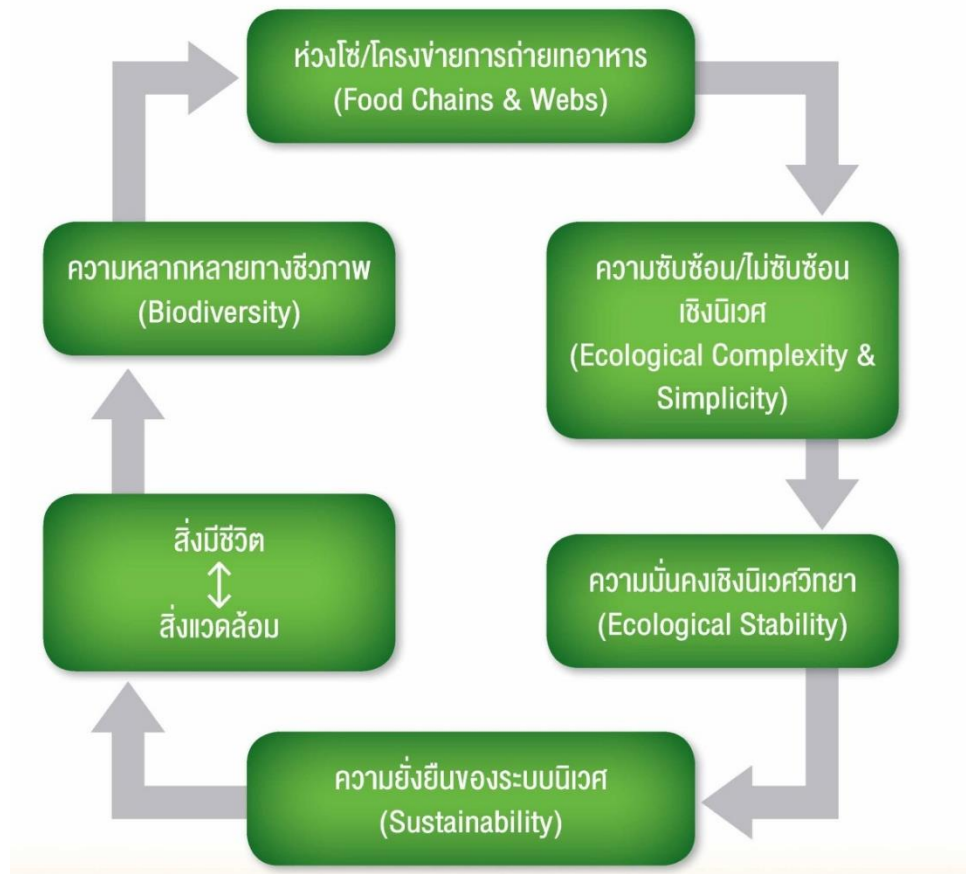 ห่วงโซ่/โครงข่ายการถ่ายเทอาหาร
(Food Chains & Webs)
ความหลากหลายทางชีวภาพ
(Biodiversity)
ความซับซ้อน/ไม่ซับซ้อน
เชิงนิเวศ
(Ecological Complexity &
Simplicity)
สิ่งมีชีวิต
สิ่งแวดล้อม
ความมั่นคงเชิงนิเวศวิทยา
(Ecological Stability)
ความยั่งยืนของระบบนิเวศ
(Sustainability)